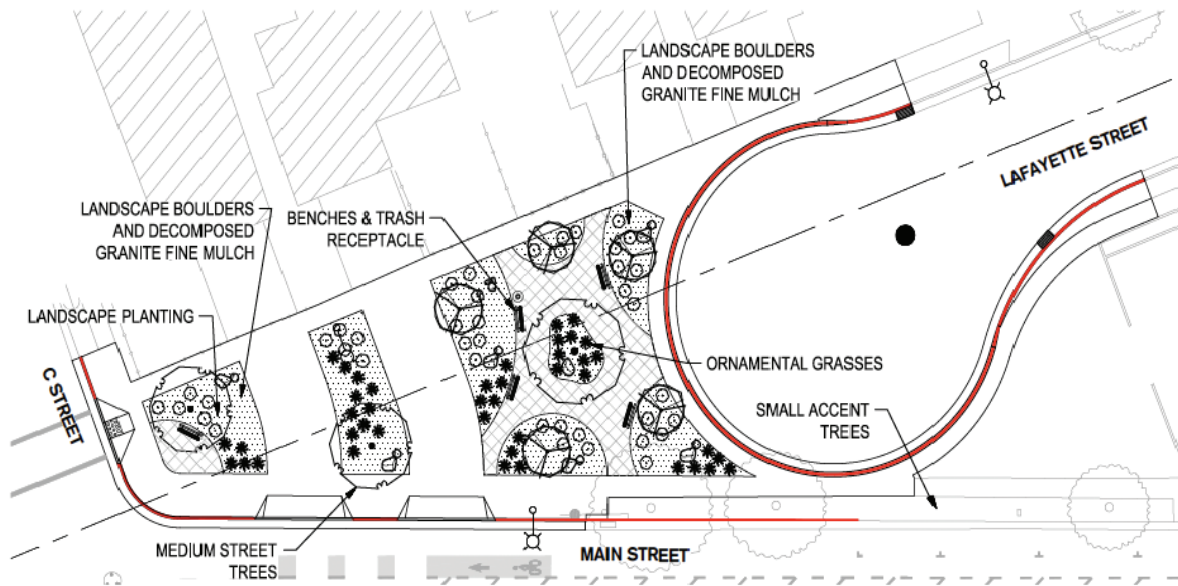 LANDSCAPE BOULDERS
AND DECOMPOSED
GRANITE FINE MULCH
LAFAYETTE STREET
LANDSCAPE BOULDERS
AND DECOMPOSED
GRANITE FINE MULCH
BENCHES & TRASH
RECEPTACLE
LANDSCAPE PLANTING
C STREET
ORNAMENTAL GRASSES
SMALL ACCENT
TREES
MEDIUM STREET
TREES
MAIN STREET